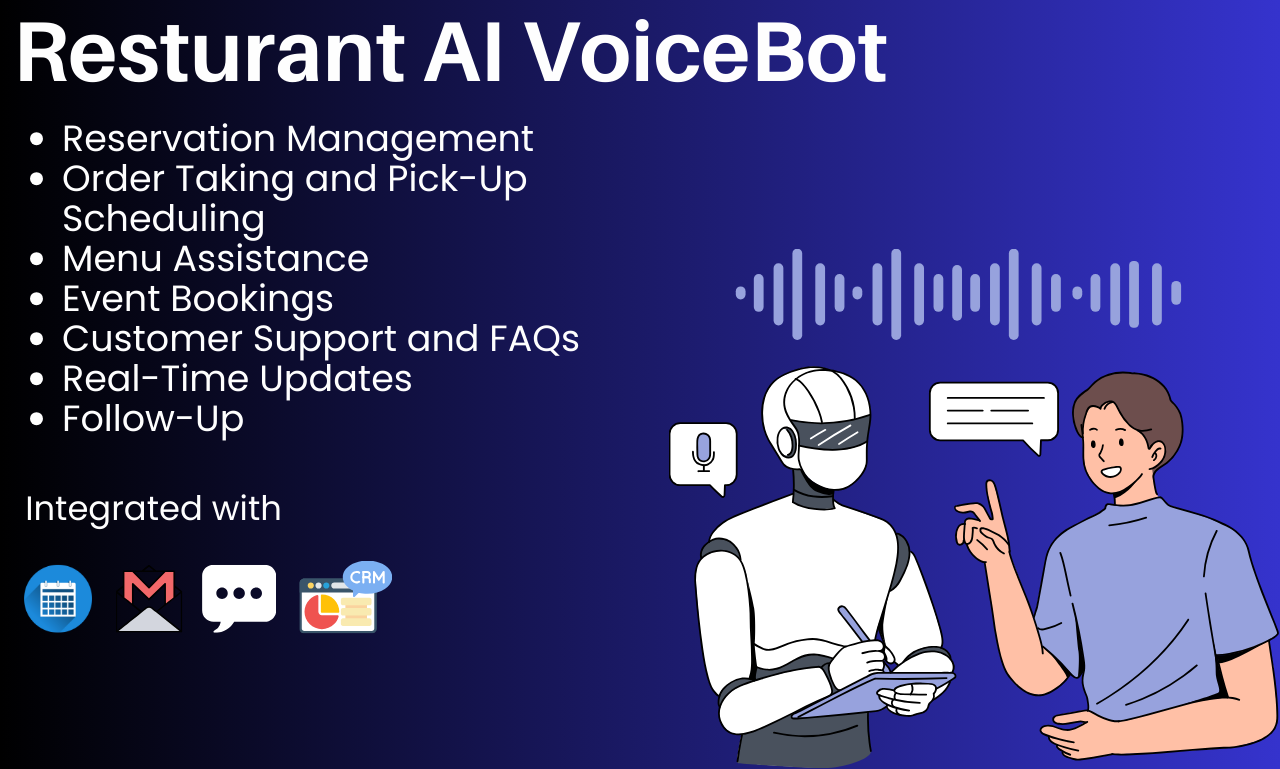 Resturant AI VoiceBot
• Reservation Management
• Order Taking and Pick-Up
Scheduling
• Menu Assistance
• Event Bookings
• Customer Support and FAQs
• Real-Time Updates
• Follow-Up
Integrated with
CRM